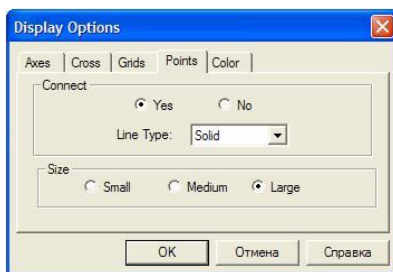 Display Options
Axes Cross Grids Points Color
Connect
Yes No
Line Type: Solid
Size
Small Medium Large
OK Отмена Справка